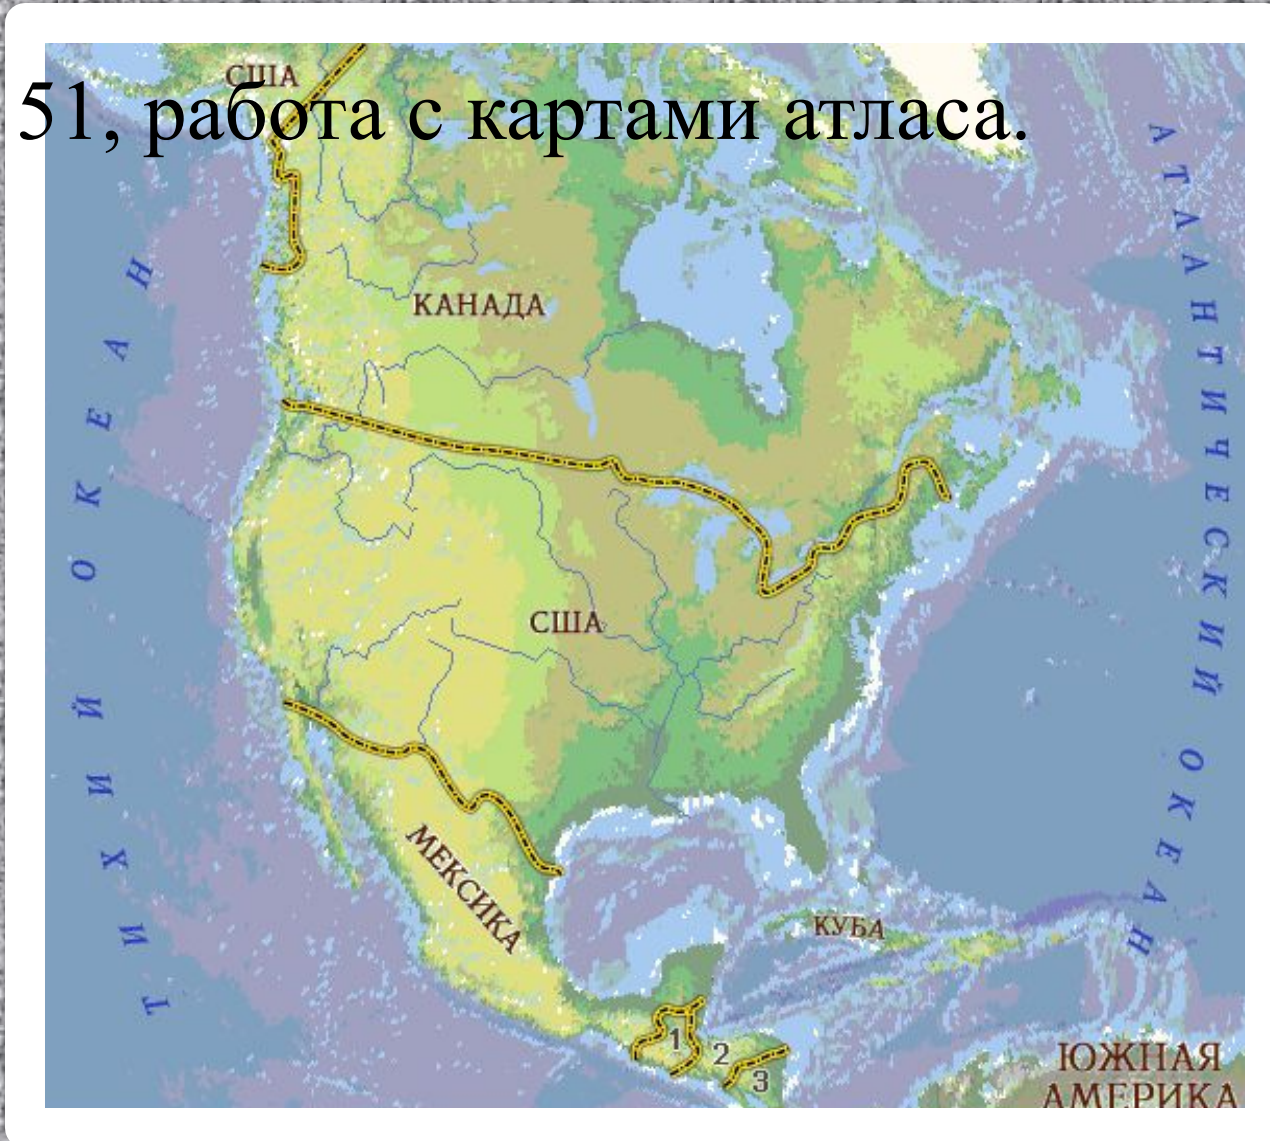 США
51, работа с картами атласа.
КАНАДА
США
МЕКСИКА
КУБА
ТИХИЙ ОКЕАН
АТЛАНТИЧЕСКИЙ ОКЕАН
1
2
3
ЮЖНАЯ
АМЕРИКА